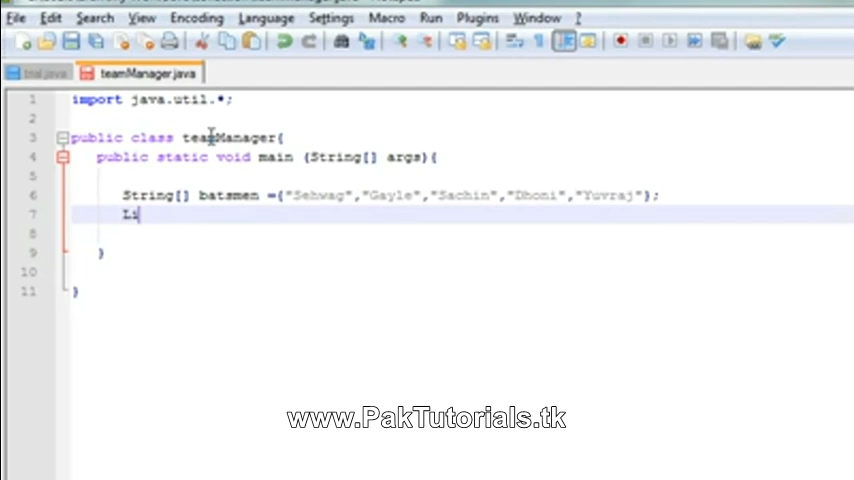 File Edit Search View Encoding Language Settings Macro Run Plugins Window ?
trial.java teamManager.java
1 import java.util.*;
2
3 public class teamManager{
4 public static void main (String[] args){
5
6 String[] batsmen ={"Sehwag","Gayle","Sachin","Dhoni","Yuvraj"};
7 Li
8
9 }
10
11 }
www.PakTutorials.tk